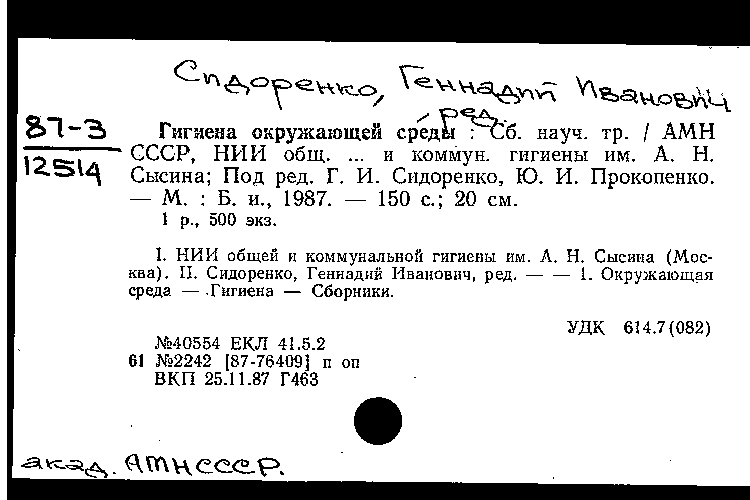 Сидоренко, Геннадий Иванович
ред.
87-3
12514
Гигиена окружающей среды : Сб. науч. тр. / АМН
СССР, НИИ общ. ... и коммун. гигиены им. А. Н.
Сысина; Под ред. Г. И. Сидоренко, Ю. И. Прокопенко.
— М. : Б. и., 1987. — 150 с.; 20 см.
1 р., 500 экз.
I. НИИ общей и коммунальной гигиены им. А. Н. Сысина (Мос-
ква). II. Сидоренко, Геннадий Иванович, ред. — — 1. Окружающая
среда — Гигиена — Сборники.
УДК 614.7(082)
№40554 ЕКЛ 41.5.2
61 №2242 [87-76409] п оп
ВКП 25.11.87 Г463
акад. АМНСССР.